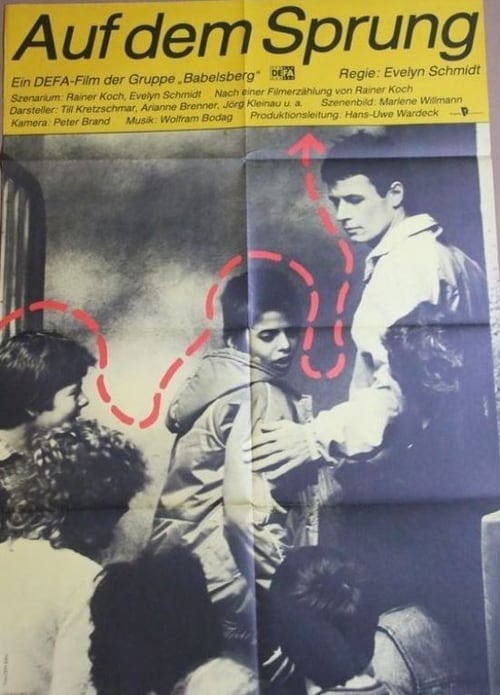 Auf dem Sprung
Ein DEFA-Film der Gruppe „Babelsberg“ DEFA Regie: Evelyn Schmidt
Szenarium: Rainer Koch, Evelyn Schmidt Nach einer Filmerzählung von Rainer Koch
Darsteller: Till Kretzschmar, Arianne Brenner, Jörg Kleinau u. a. Szenenbild: Marlene Willmann
Kamera: Peter Brand Musik: Wolfram Bodag Produktionsleitung: Hans-Uwe Wardeck